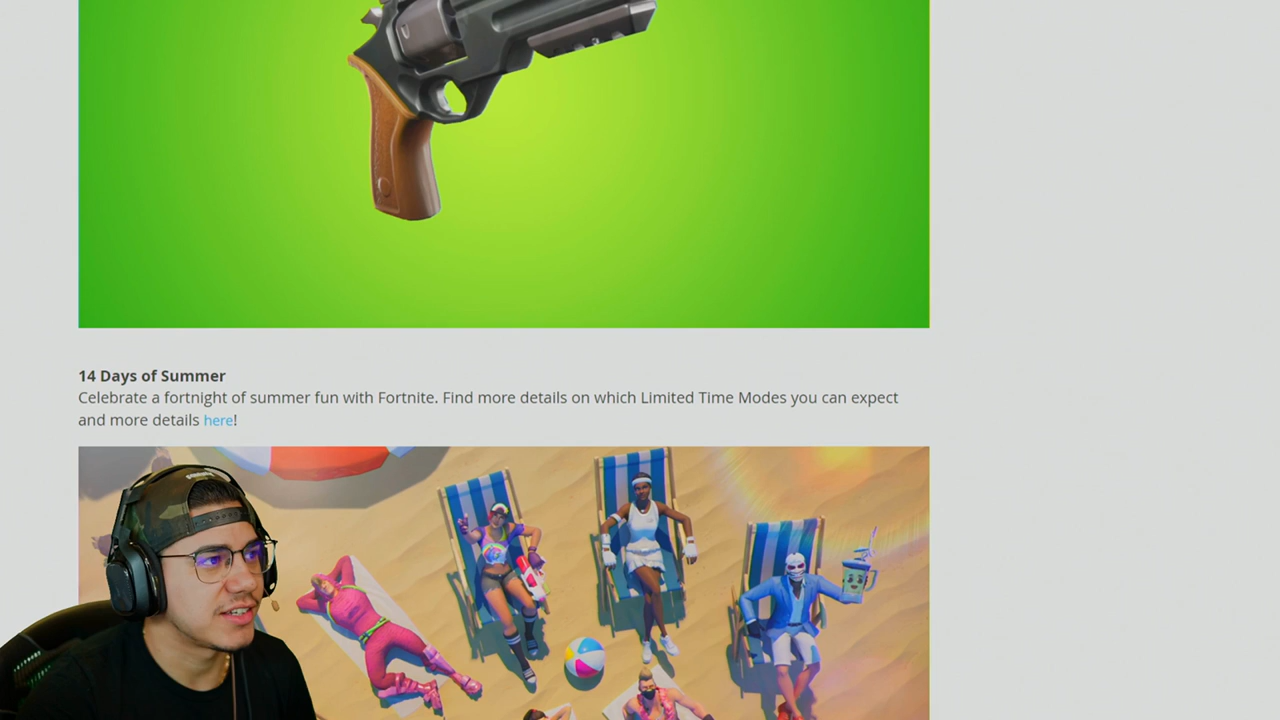 14 Days of Summer
Celebrate a fortnight of summer fun with Fortnite. Find more details on which Limited Time Modes you can expect
and more details here!